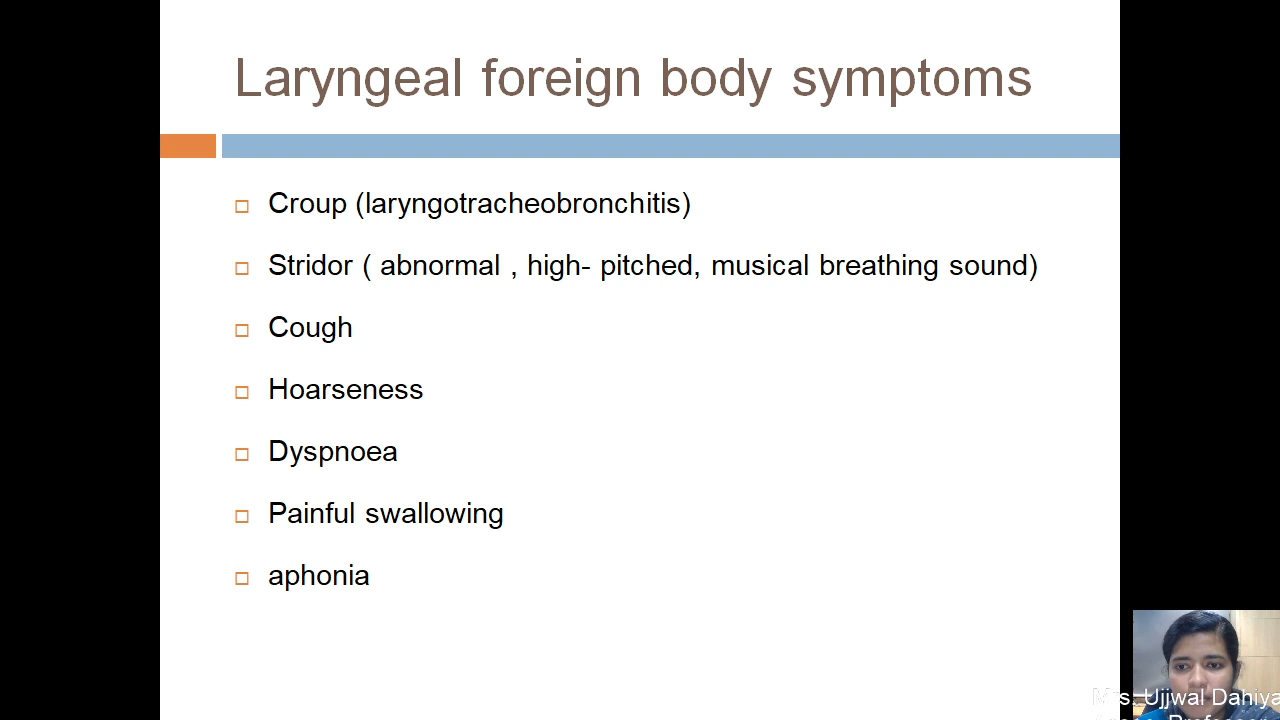 Laryngeal foreign body symptoms
Croup (laryngotracheobronchitis)
Stridor ( abnormal , high- pitched, musical breathing sound)
Cough
Hoarseness
Dyspnoea
Painful swallowing
aphonia
Mrs. Ujjwal Dahiya